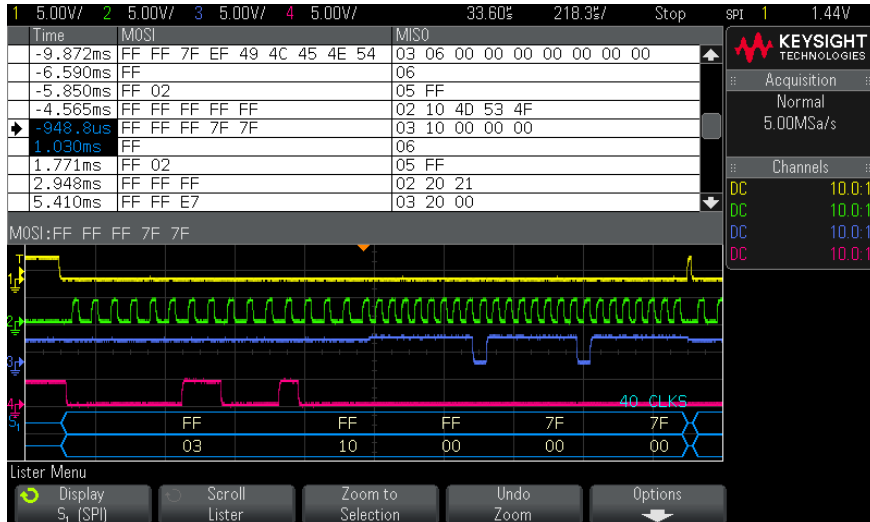 1 5.00V/ 2 5.00V/ 3 5.00V/ 4 5.00V/ 33.60s 218.3s/ Stop SPI 1 1.44V
Time MOSI MISO
-9.872ms FF FF 7F EF 49 4C 45 4E 54 03 06 00 00 00 00 00 00 00
-6.590ms FF 06
-5.850ms FF 02 05 FF
-4.565ms FF FF FF FF FF 02 10 4D 53 4F
-948.8us FF FF FF 7F 7F 03 10 00 00 00
1.030ms FF 06
1.771ms FF 02 05 FF
2.948ms FF FF FF 02 20 21
5.410ms FF FF E7 03 20 00
MOSI:FF FF FF 7F 7F
KEYSIGHT
TECHNOLOGIES
Acquisition
Normal
5.00MSa/s
Channels
DC 10.0:1
DC 10.0:1
DC 10.0:1
DC 10.0:1
T
1
2
3
4
40 CLKS
S1 FF FF FF 7F 7F
03 10 00 00 00
Lister Menu
Display
S1 (SPI)
Scroll
Lister
Zoom to
Selection
Undo
Zoom
Options